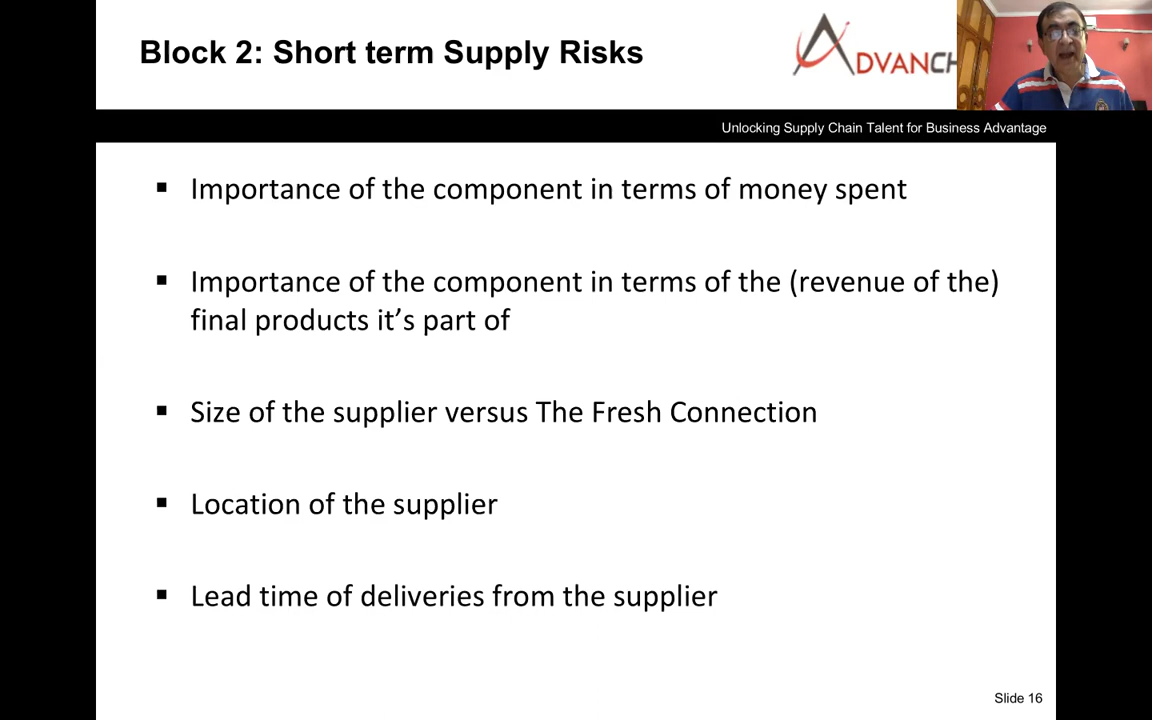 Block 2: Short term Supply Risks
ADVANCH
Unlocking Supply Chain Talent for Business Advantage
▪ Importance of the component in terms of money spent
▪ Importance of the component in terms of the (revenue of the)
final products it’s part of
▪ Size of the supplier versus The Fresh Connection
▪ Location of the supplier
▪ Lead time of deliveries from the supplier
Slide 16